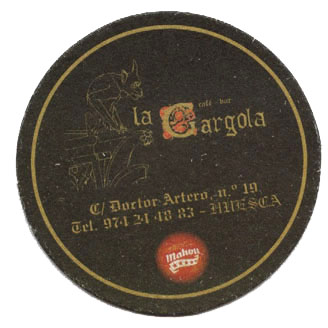 café - bar
la Gargola
C/ Doctor Artero, n.º 19
Tel. 974 24 48 83 - HUESCA
Mahou